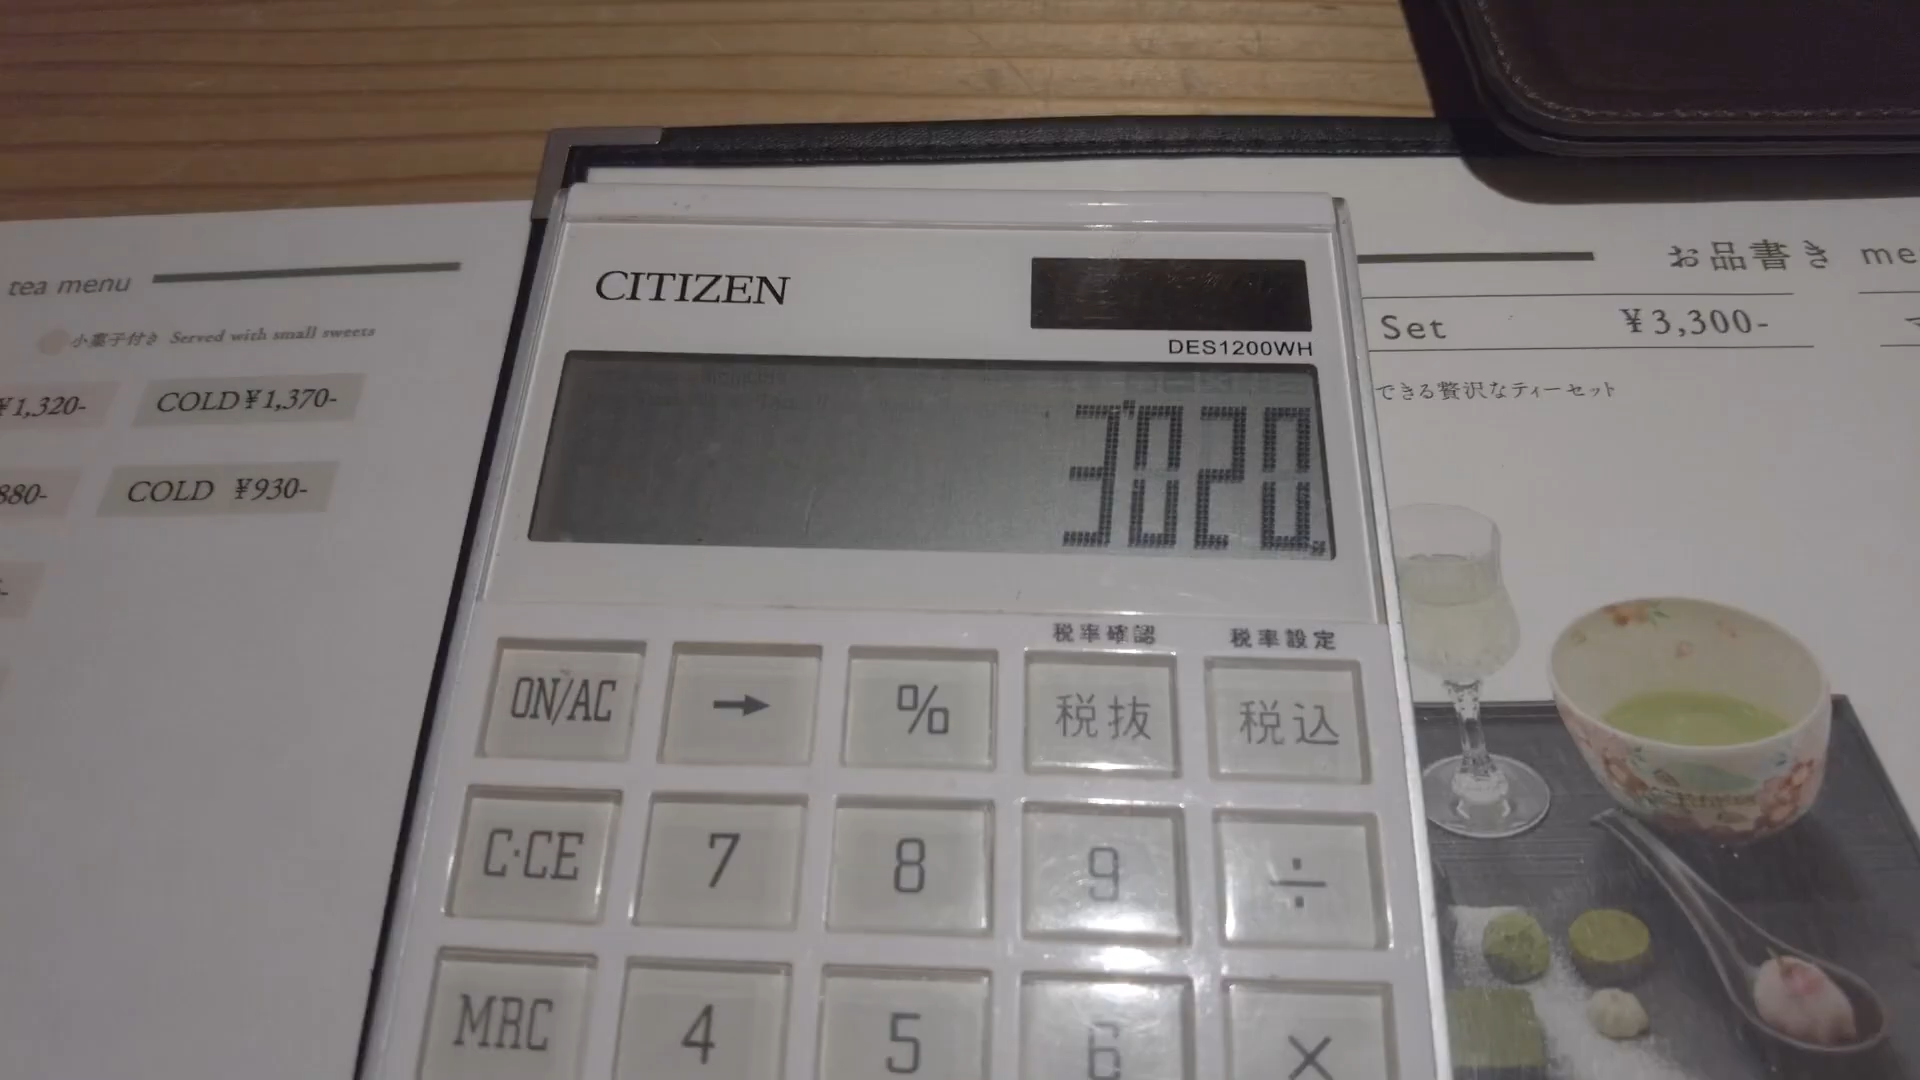 tea menu
小菓子付き Served with small sweets
¥1,320-
COLD ¥1,370-
880-
COLD ¥930-
CITIZEN
DES1200WH
3'820.
税率確認
税率設定
ON/AC
→
%
税抜
税込
C·CE
7
8
9
÷
MRC
4
5
6
×
お品書き me
Set ¥3,300-
できる贅沢なティーセット